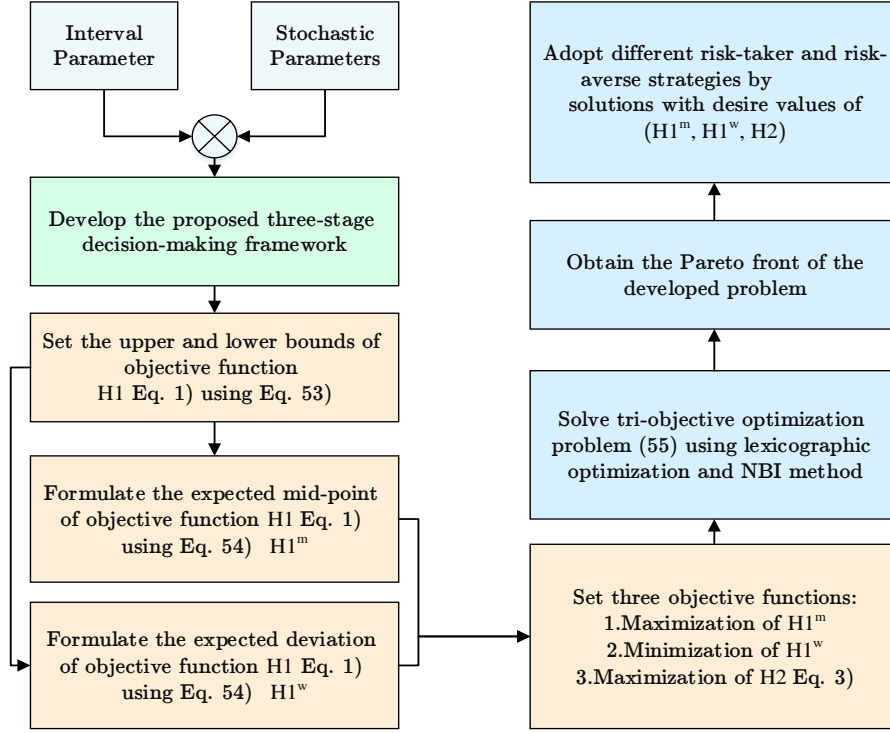 Interval
Parameter
Stochastic
Parameters
Develop the proposed three-stage
decision-making framework
Set the upper and lower bounds of
objective function
H1 Eq. 1) using Eq. 53)
Formulate the expected mid-point
of objective function H1 Eq. 1)
using Eq. 54) H1^m
Formulate the expected deviation
of objective function H1 Eq. 1)
using Eq. 54) H1^w
Set three objective functions:
1.Maximization of H1^m
2.Minimization of H1^w
3.Maximization of H2 Eq. 3)
Solve tri-objective optimization
problem (55) using lexicographic
optimization and NBI method
Obtain the Pareto front of the
developed problem
Adopt different risk-taker and risk-
averse strategies by
solutions with desire values of
(H1^m, H1^w, H2)